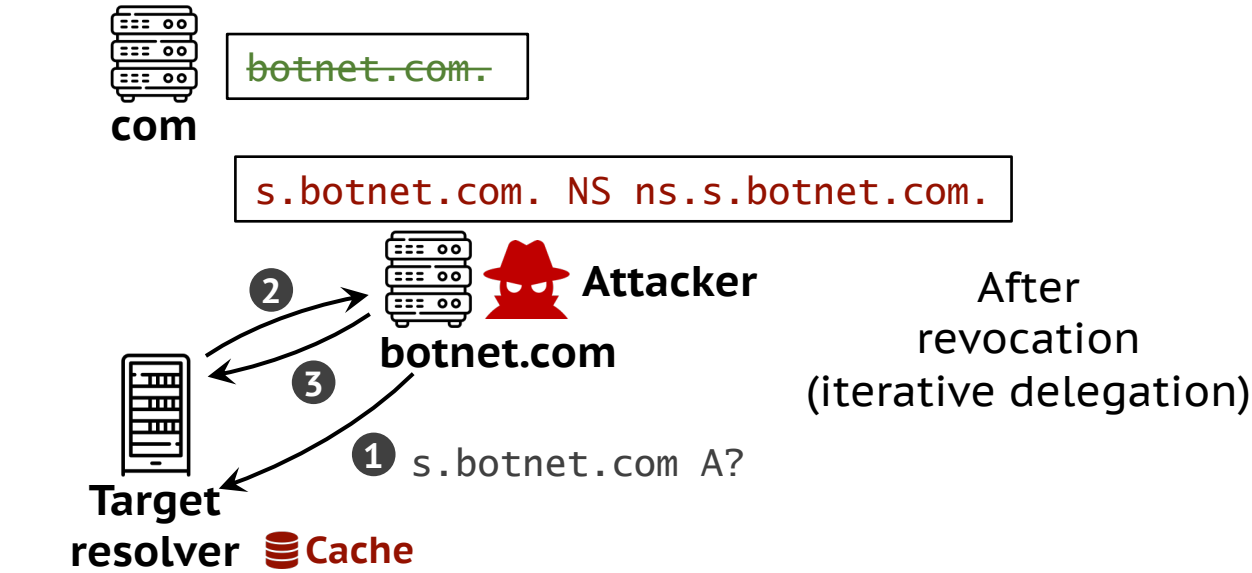 botnet.com.
com
s.botnet.com. NS ns.s.botnet.com.
2
Attacker
After
revocation
(iterative delegation)
botnet.com
3
1 s.botnet.com A?
Target
resolver
Cache